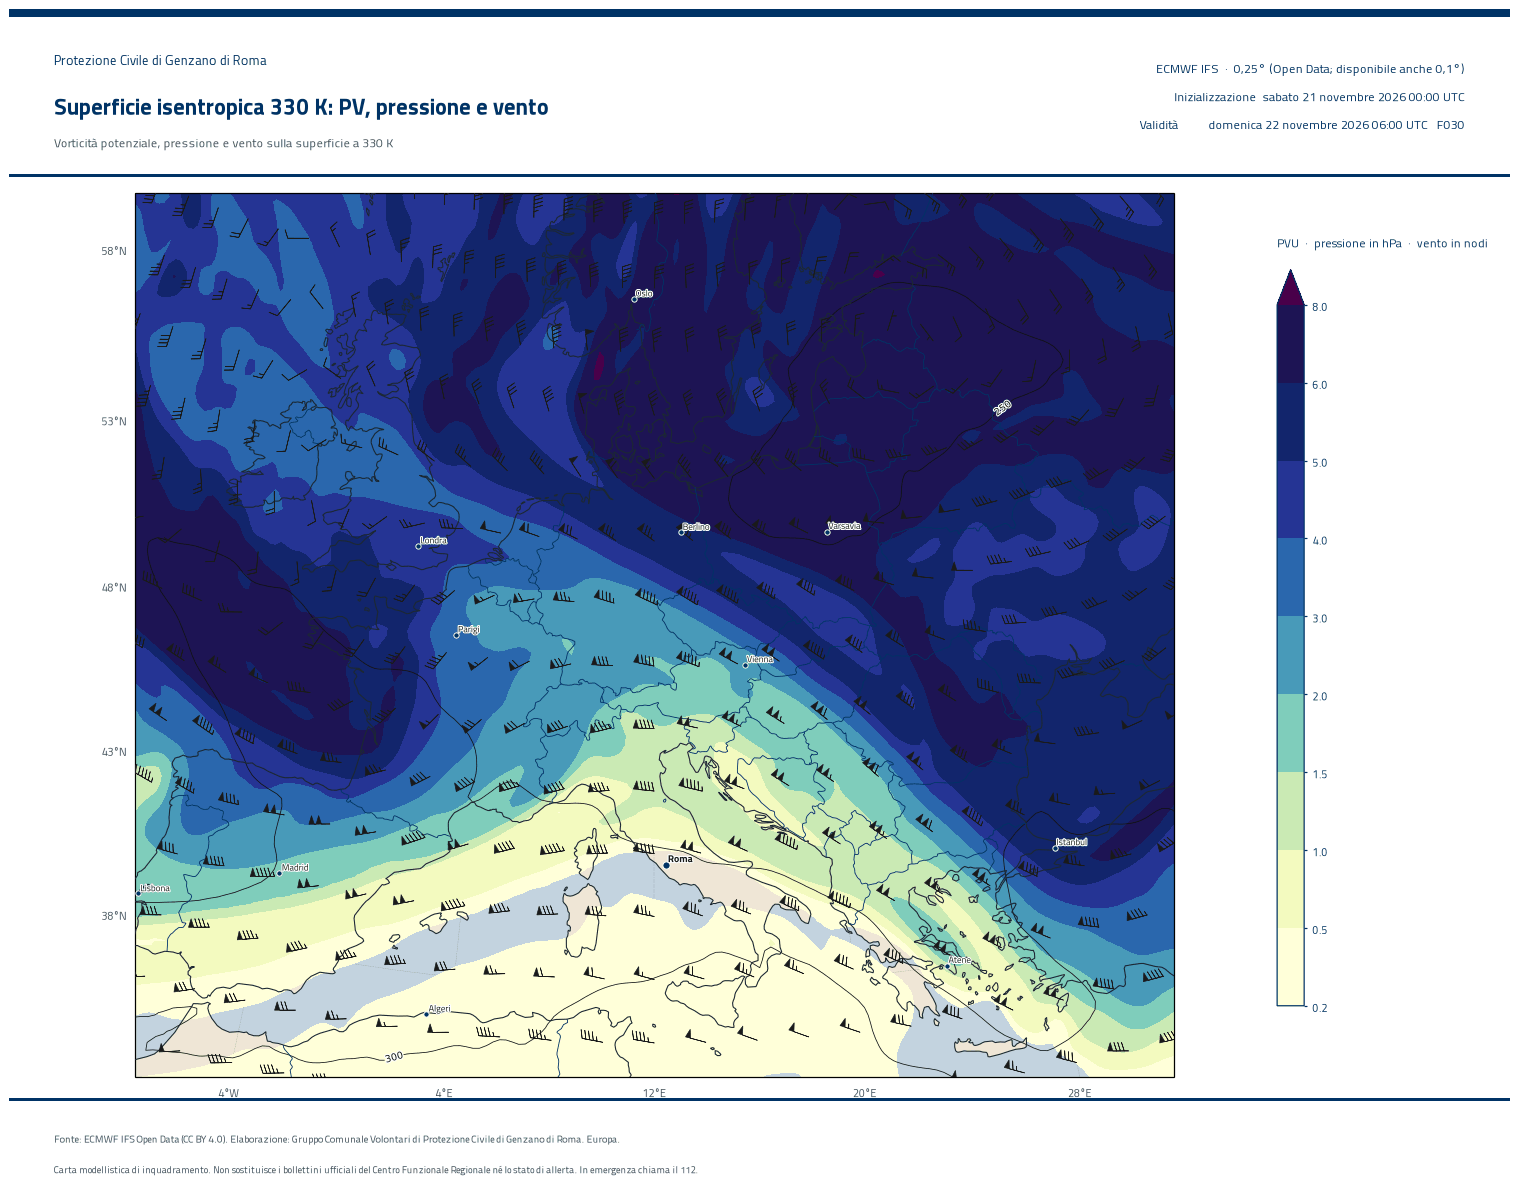 Protezione Civile di Genzano di Roma
Superficie isentropica 330 K: PV, pressione e vento
Vorticità potenziale, pressione e vento sulla superficie a 330 K
ECMWF IFS · 0,25° (Open Data; disponibile anche 0,1°)
Inizializzazione sabato 21 novembre 2026 00:00 UTC
Validità domenica 22 novembre 2026 06:00 UTC F030
PVU · pressione in hPa · vento in nodi
58°N
53°N
48°N
43°N
38°N
4°W
4°E
12°E
20°E
28°E
Oslo
250
Berlino
Varsavia
Londra
Parigi
Vienna
Istanbul
Roma
Madrid
Lisbona
Atene
Algeri
300
8.0
6.0
5.0
4.0
3.0
2.0
1.5
1.0
0.5
0.2
Fonte: ECMWF IFS Open Data (CC BY 4.0). Elaborazione: Gruppo Comunale Volontari di Protezione Civile di Genzano di Roma. Europa.
Carta modellistica di inquadramento. Non sostituisce i bollettini ufficiali del Centro Funzionale Regionale né lo stato di allerta. In emergenza chiama il 112.